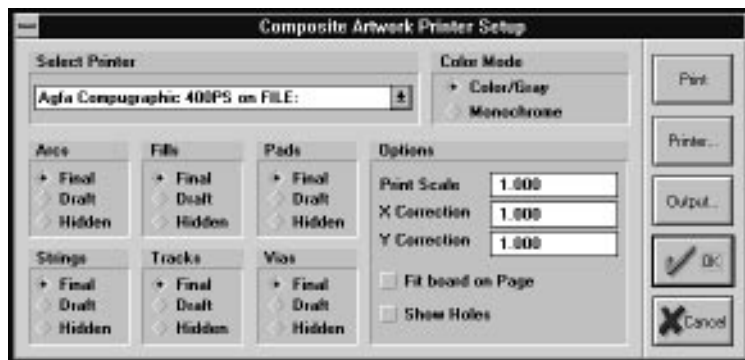 Composite Artwork Printer Setup
Select Printer
Agfa Compugraphic 400PS on FILE:
Color Mode
Color/Gray
Monochrome
Arcs
Final
Draft
Hidden
Fills
Final
Draft
Hidden
Pads
Final
Draft
Hidden
Strings
Final
Draft
Hidden
Tracks
Final
Draft
Hidden
Vias
Final
Draft
Hidden
Options
Print Scale 1.000
X Correction 1.000
Y Correction 1.000
Fit board on Page
Show Holes
Print
Printer...
Output...
OK
Cancel